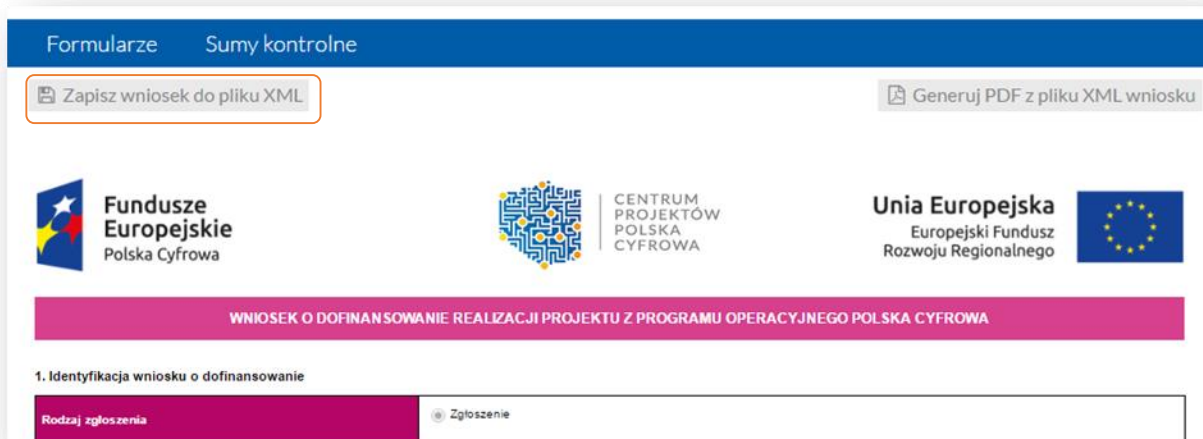 Formularze Sumy kontrolne
Zapisz wniosek do pliku XML Generuj PDF z pliku XML wniosku
Fundusze
Europejskie
Polska Cyfrowa
CENTRUM
PROJEKTÓW
POLSKA
CYFROWA
Unia Europejska
Europejski Fundusz
Rozwoju Regionalnego
WNIOSEK O DOFINANSOWANIE REALIZACJI PROJEKTU Z PROGRAMU OPERACYJNEGO POLSKA CYFROWA
1. Identyfikacja wniosku o dofinansowanie
Rodzaj zgłoszenia Zgłoszenie